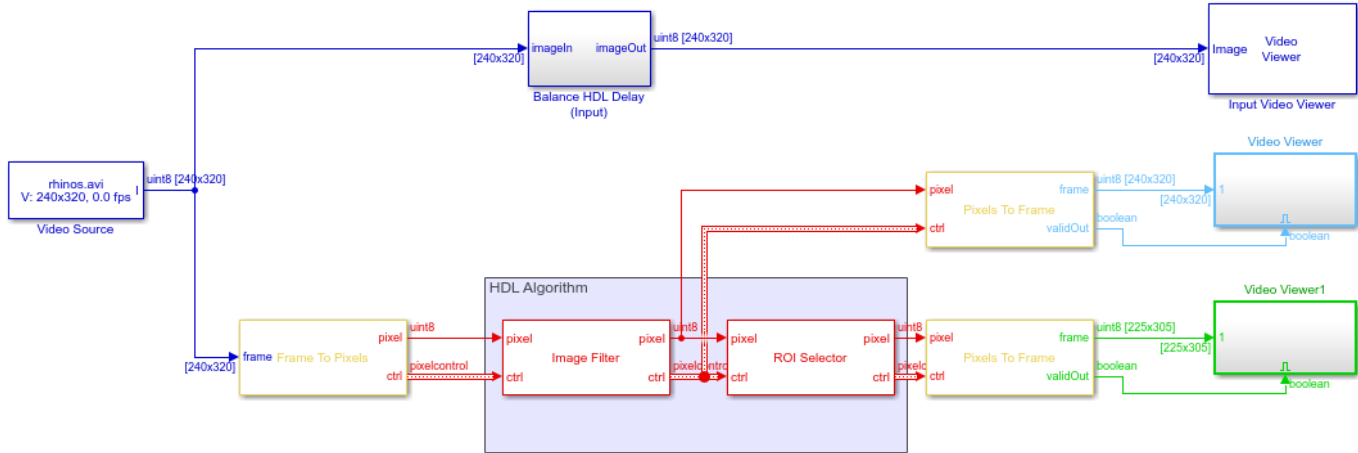 imageIn
imageOut
uint8 [240x320]
[240x320]
Balance HDL Delay
(Input)
[240x320]
Image
Video
Viewer
Input Video Viewer
rhinos.avi
V: 240x320, 0.0 fps
I
uint8 [240x320]
Video Source
Video Viewer
pixel
ctrl
Pixels To Frame
frame
validOut
uint8 [240x320]
[240x320]
boolean
1
boolean
HDL Algorithm
[240x320]
frame
Frame To Pixels
pixel
ctrl
uint8
pixelcontrol
pixel
ctrl
Image Filter
pixel
ctrl
uint8
pixelcontro
pixel
ctrl
ROI Selector
pixel
ctrl
uint8
pixelc
pixel
ctrl
Pixels To Frame
frame
validOut
uint8 [225x305]
[225x305]
boolean
Video Viewer1
1
boolean